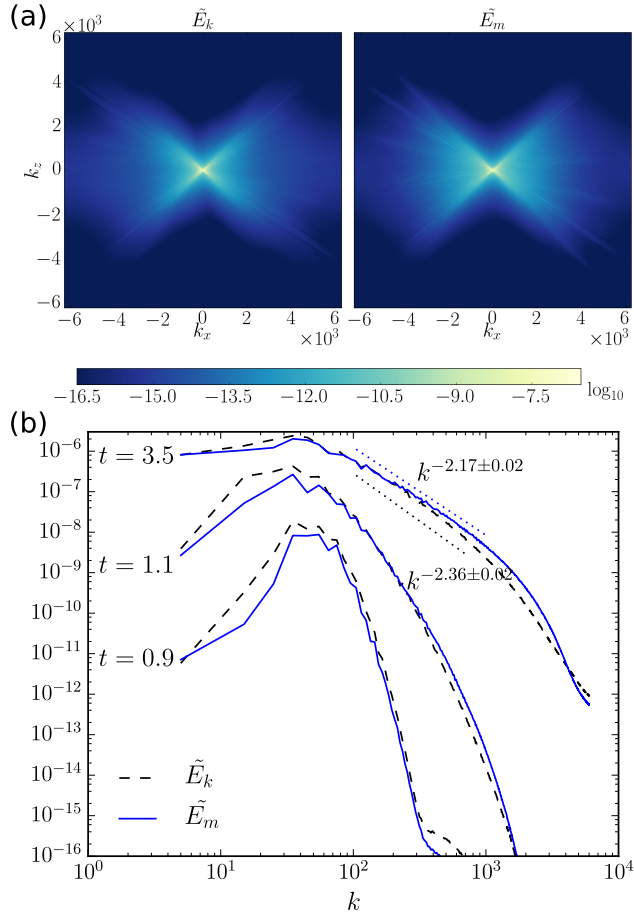 (a)
Ẽ_k
Ẽ_m
×10³
6
4
2
0
−2
−4
−6
k_z
−6 −4 −2 0 2 4 6
−6 −4 −2 0 2 4 6
k_x
×10³
k_x
×10³
−16.5 −15.0 −13.5 −12.0 −10.5 −9.0 −7.5
log₁₀
(b)
10⁻⁶
10⁻⁷
10⁻⁸
10⁻⁹
10⁻¹⁰
10⁻¹¹
10⁻¹²
10⁻¹³
10⁻¹⁴
10⁻¹⁵
10⁻¹⁶
t = 3.5
k^−2.17±0.02
t = 1.1
k^−2.36±0.02
t = 0.9
Ẽ_k
Ẽ_m
10⁰ 10¹ 10² 10³ 10⁴
k